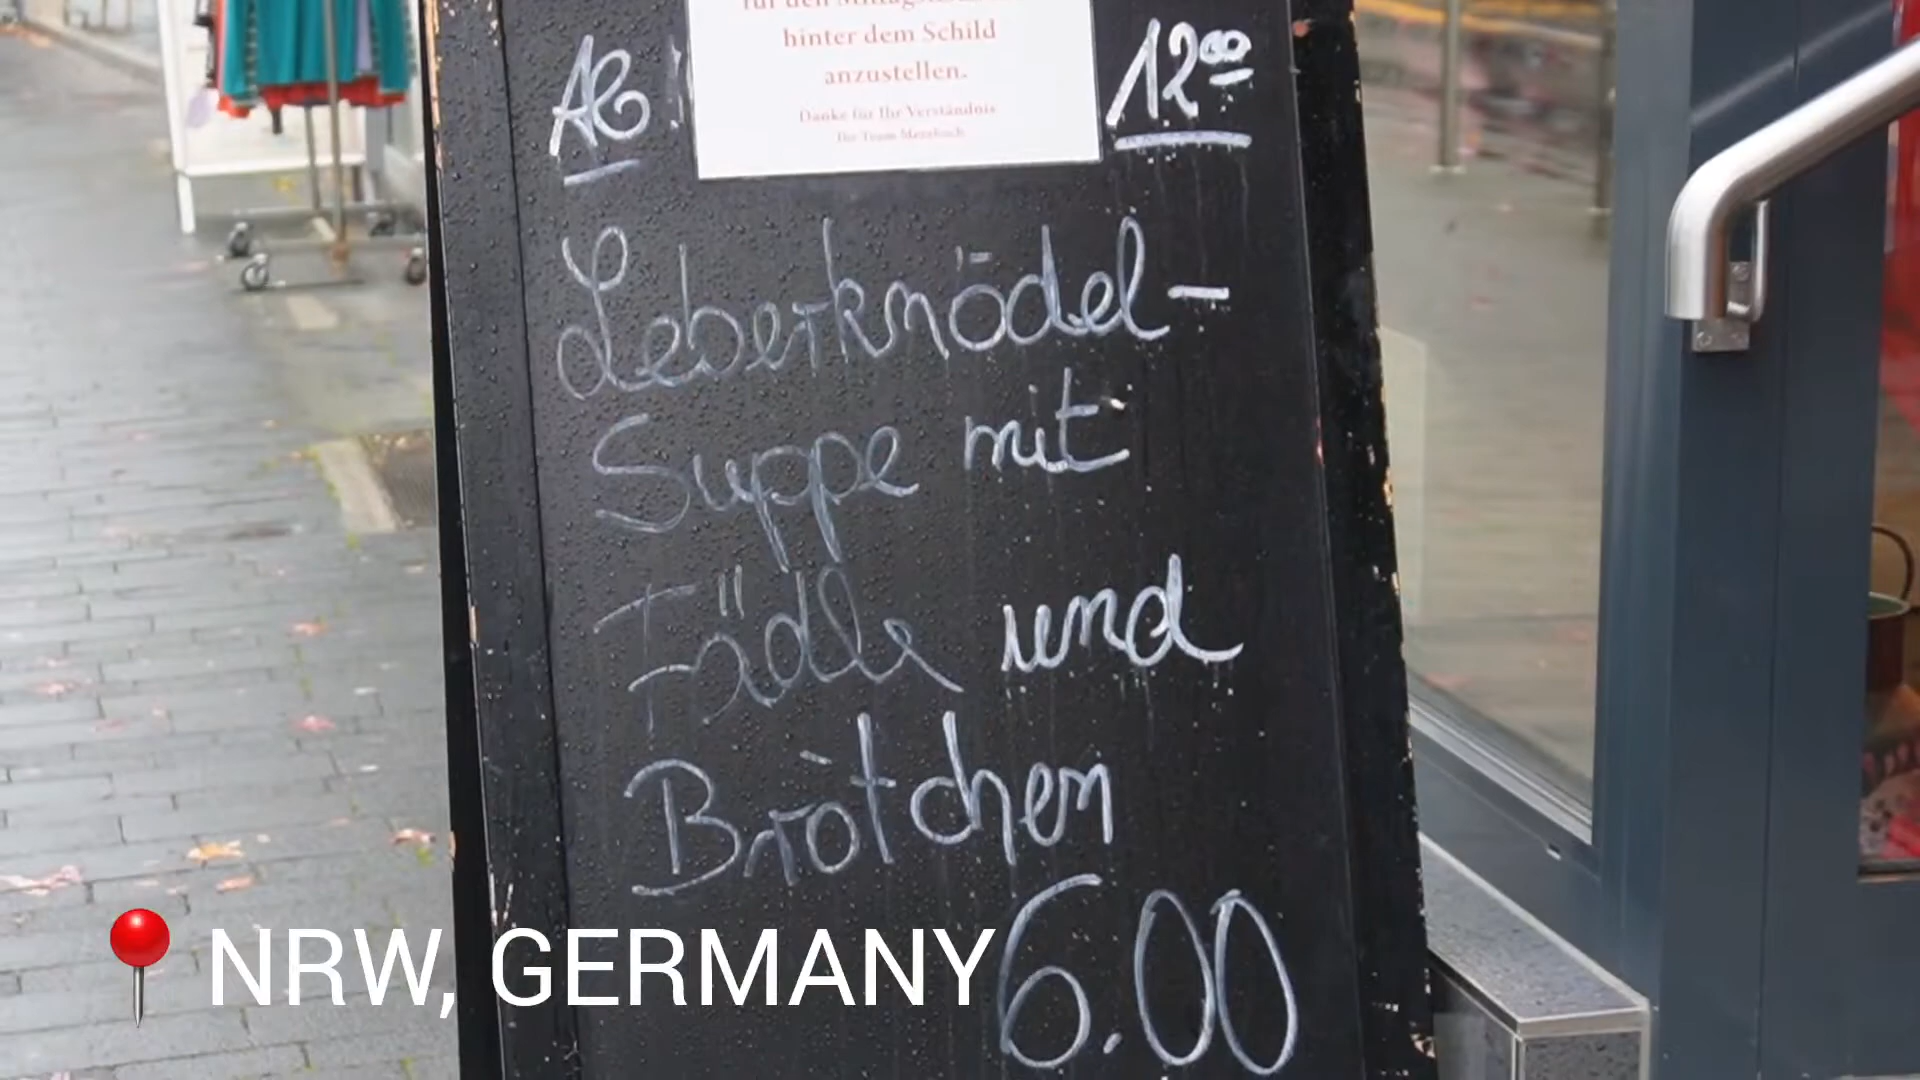 hinter dem Schild
anzustellen.
Danke für Ihr Verständnis
Ab 12⁰⁰
Leberknödel-
Suppe mit
Fädle und
Brötchen
6.00
NRW, GERMANY